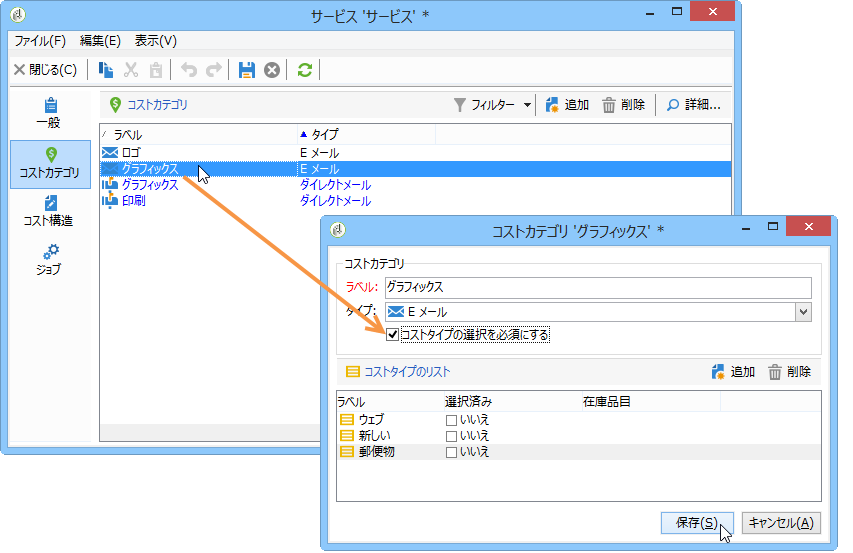 サービス 'サービス' *
ファイル(F) 編集(E) 表示(V)
閉じる(C)
一般
コストカテゴリ
コスト構造
ジョブ
コストカテゴリ フィルター 追加 削除 詳細...
ラベル タイプ
ロゴ E メール
グラフィックス E メール
グラフィックス ダイレクトメール
印刷 ダイレクトメール
コストカテゴリ 'グラフィックス' *
コストカテゴリ
ラベル: グラフィックス
タイプ: E メール
コストタイプの選択を必須にする
コストタイプのリスト 追加 削除
ラベル 選択済み 在庫品目
ウェブ いいえ
新しい いいえ
郵便物 いいえ
保存(S) キャンセル(A)